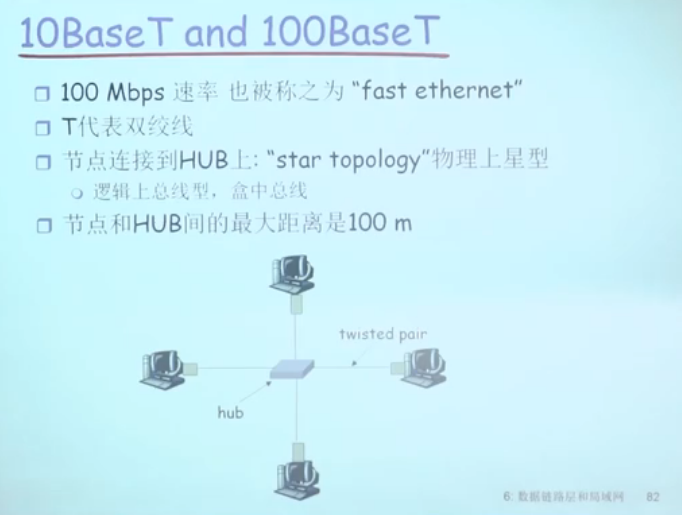 10BaseT and 100BaseT
100 Mbps 速率 也被称之为 “fast ethernet”
T代表双绞线
节点连接到HUB上: “star topology”物理上星型
逻辑上总线型，盒中总线
节点和HUB间的最大距离是100 m
twisted pair
hub
6: 数据链路层和局域网 82